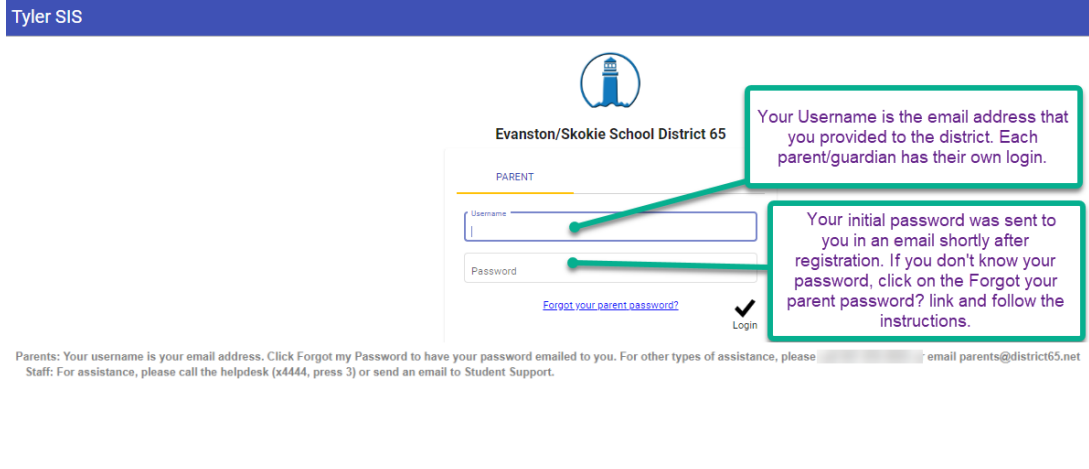 Tyler SIS
Evanston/Skokie School District 65
PARENT
Username
Password
Forgot your parent password?
Login
Your Username is the email address that
you provided to the district. Each
parent/guardian has their own login.
Your initial password was sent to
you in an email shortly after
registration. If you don't know your
password, click on the Forgot your
parent password? link and follow the
instructions.
Parents: Your username is your email address. Click Forgot my Password to have your password emailed to you. For other types of assistance, please email parents@district65.net
Staff: For assistance, please call the helpdesk (x4444, press 3) or send an email to Student Support.